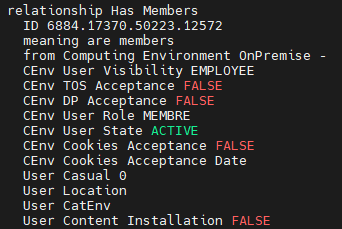 relationship Has Members
ID 6884.17370.50223.12572
meaning are members
from Computing Environment OnPremise -
CEnv User Visibility EMPLOYEE
CEnv TOS Acceptance FALSE
CEnv DP Acceptance FALSE
CEnv User Role MEMBRE
CEnv User State ACTIVE
CEnv Cookies Acceptance FALSE
CEnv Cookies Acceptance Date
User Casual 0
User Location
User CatEnv
User Content Installation FALSE